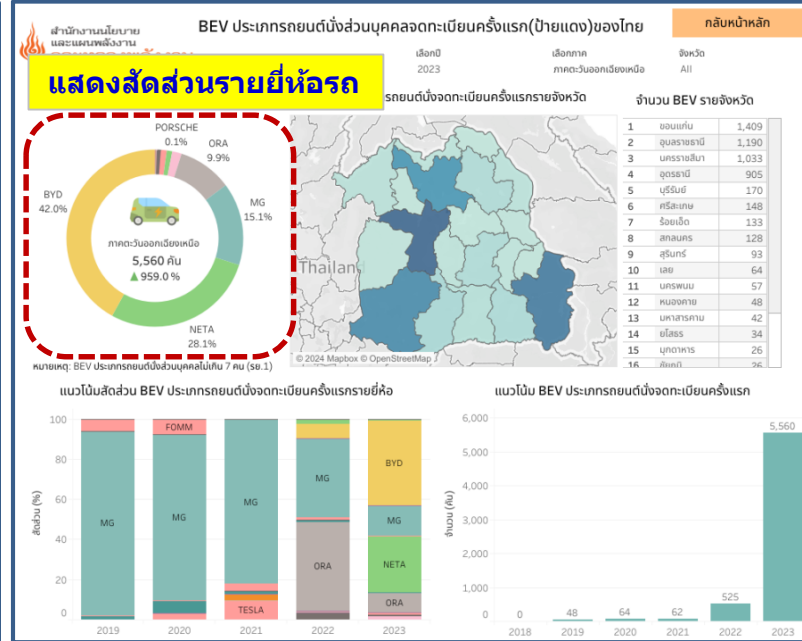 สำนักงานนโยบาย
และแผนพลังงาน
BEV ประเภทรถยนต์นั่งส่วนบุคคลจดทะเบียนครั้งแรก(ป้ายแดง)ของไทย
กลับหน้าหลัก
เลือกปี
2023
เลือกภาค
ภาคตะวันออกเฉียงเหนือ
จังหวัด
All
แสดงสัดส่วนรายยี่ห้อรถ
รถยนต์นั่งจดทะเบียนครั้งแรกรายจังหวัด
จำนวน BEV รายจังหวัด
PORSCHE
0.1%
ORA
9.9%
MG
15.1%
BYD
42.0%
NETA
28.1%
ภาคตะวันออกเฉียงเหนือ
5,560 คัน
▲ 959.0 %
หมายเหตุ: BEV ประเภทรถยนต์นั่งส่วนบุคคลไม่เกิน 7 คน (รย.1)
Thailand
© 2024 Mapbox © OpenStreetMap
1 ขอนแก่น 1,409
2 อุบลราชธานี 1,190
3 นครราชสีมา 1,033
4 อุดรธานี 905
5 บุรีรัมย์ 170
6 ศรีสะเกษ 148
7 ร้อยเอ็ด 133
8 สกลนคร 128
9 สุรินทร์ 93
10 เลย 64
11 นครพนม 57
12 หนองคาย 48
13 มหาสารคาม 42
14 ยโสธร 34
15 มุกดาหาร 26
16 ชัยภูมิ 26
แนวโน้มสัดส่วน BEV ประเภทรถยนต์นั่งจดทะเบียนครั้งแรกรายยี่ห้อ
สัดส่วน (%)
100
80
60
40
20
0
MG
FOMM
MG
MG
TESLA
MG
ORA
BYD
MG
NETA
ORA
2019 2020 2021 2022 2023
แนวโน้ม BEV ประเภทรถยนต์นั่งจดทะเบียนครั้งแรก
จำนวน (คัน)
6,000
5,000
4,000
3,000
2,000
1,000
0
0 48 64 62 525 5,560
2018 2019 2020 2021 2022 2023